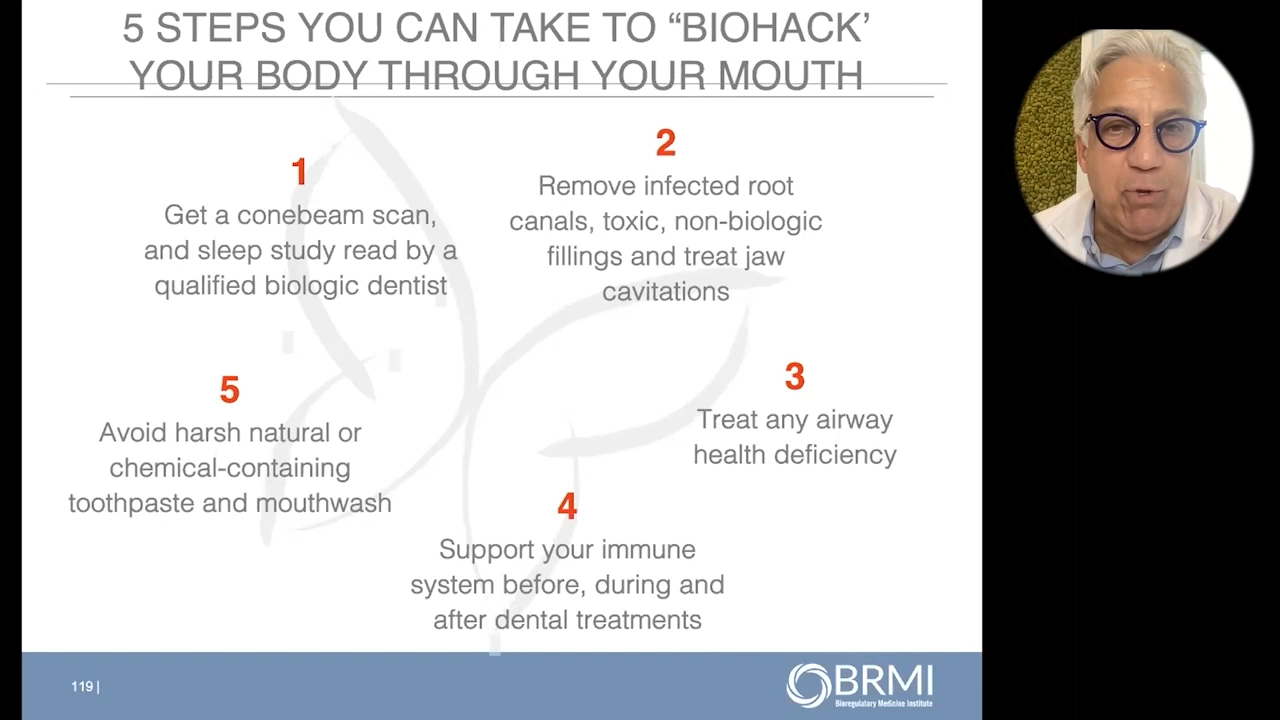 5 STEPS YOU CAN TAKE TO “BIOHACK’
YOUR BODY THROUGH YOUR MOUTH
1
Get a conebeam scan,
and sleep study read by a
qualified biologic dentist
2
Remove infected root
canals, toxic, non-biologic
fillings and treat jaw
cavitations
3
Treat any airway
health deficiency
4
Support your immune
system before, during and
after dental treatments
5
Avoid harsh natural or
chemical-containing
toothpaste and mouthwash
119 |
BRMI
Bioregulatory Medicine Institute